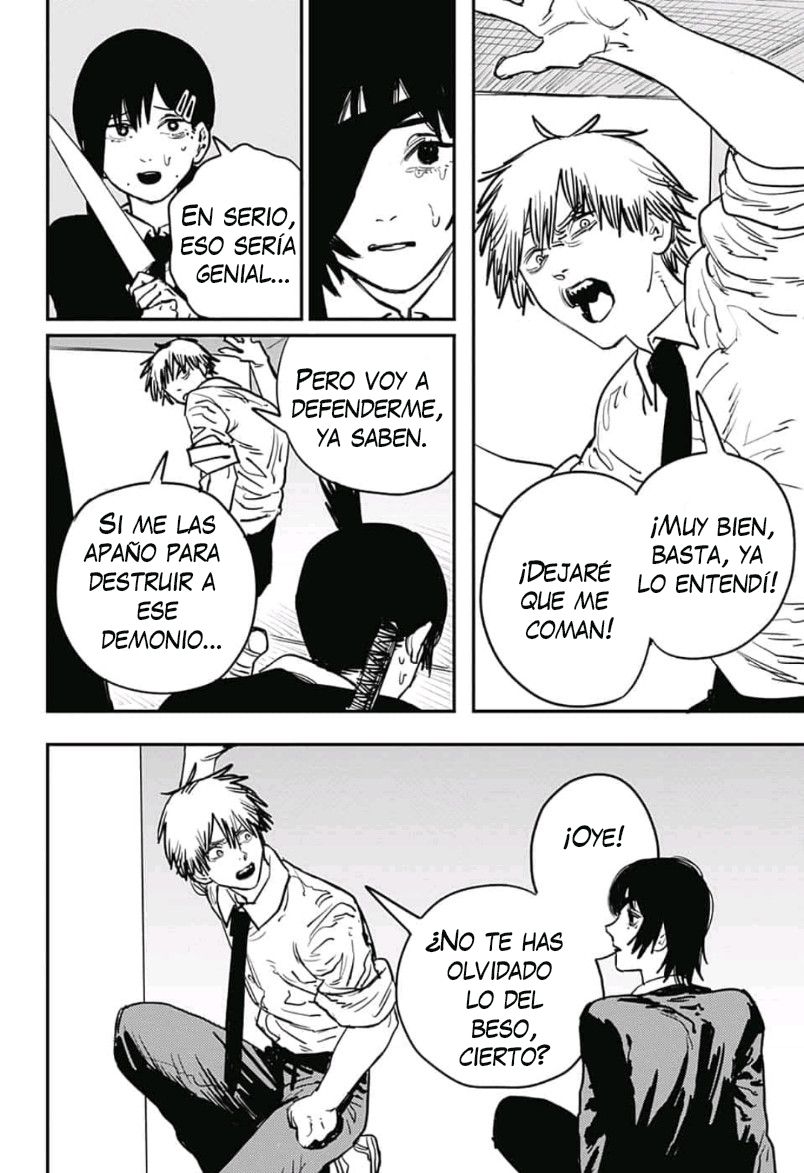 ¡MUY BIEN,
BASTA, YA
LO ENTENDÍ!
¡DEJARÉ
QUE ME
COMAN!
EN SERIO,
ESO SERÍA
GENIAL...
PERO VOY A
DEFENDERME,
YA SABEN.
SI ME LAS
APAÑO PARA
DESTRUIR A
ESE
DEMONIO...
¡OYE!
¿NO TE HAS
OLVIDADO
LO DEL
BESO,
CIERTO?